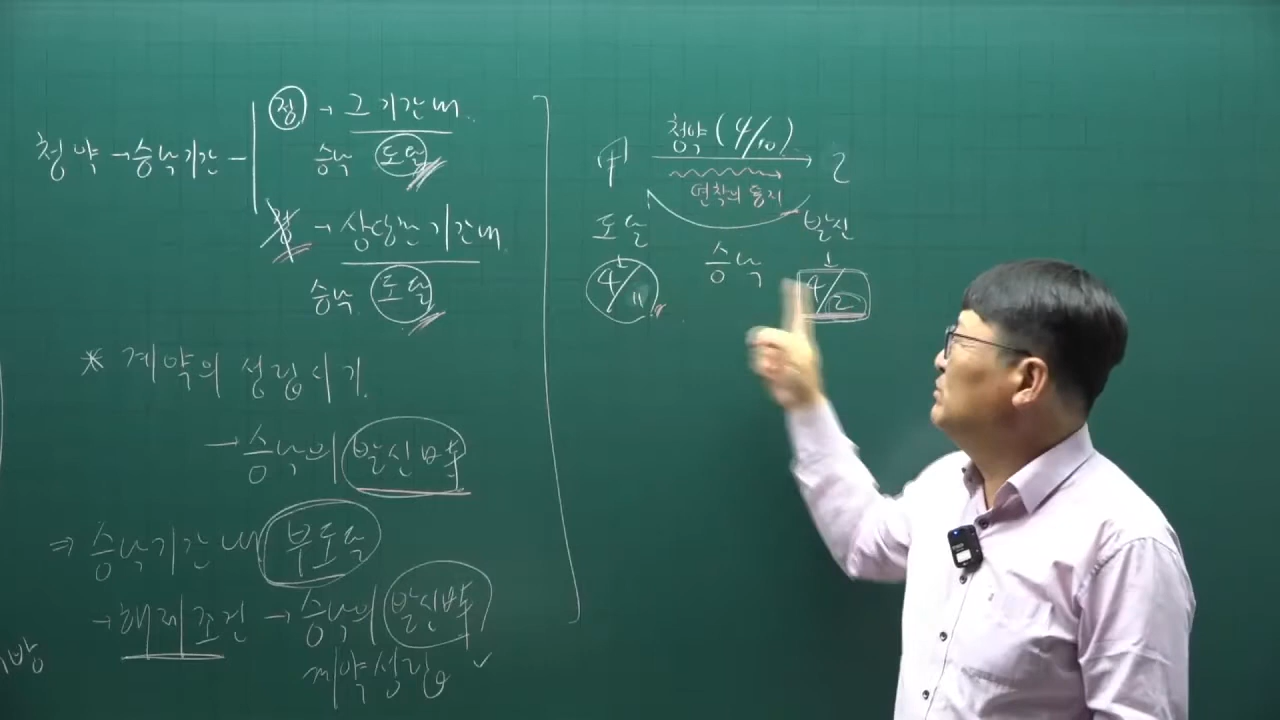 청약→승낙기간
정 → 그 기간 내
승낙 도달
정 → 상당한 기간내
승낙 도달
* 계약의 성립시기.
→ 승낙의 발신때
⇒ 승낙기간 내 부도달
→ 해제조건 → 승낙의 발신때
계약성립 ✓
청약 (4/10)
甲 → 乙
연착의 통지
도달
승낙
발신
4/11
4/2